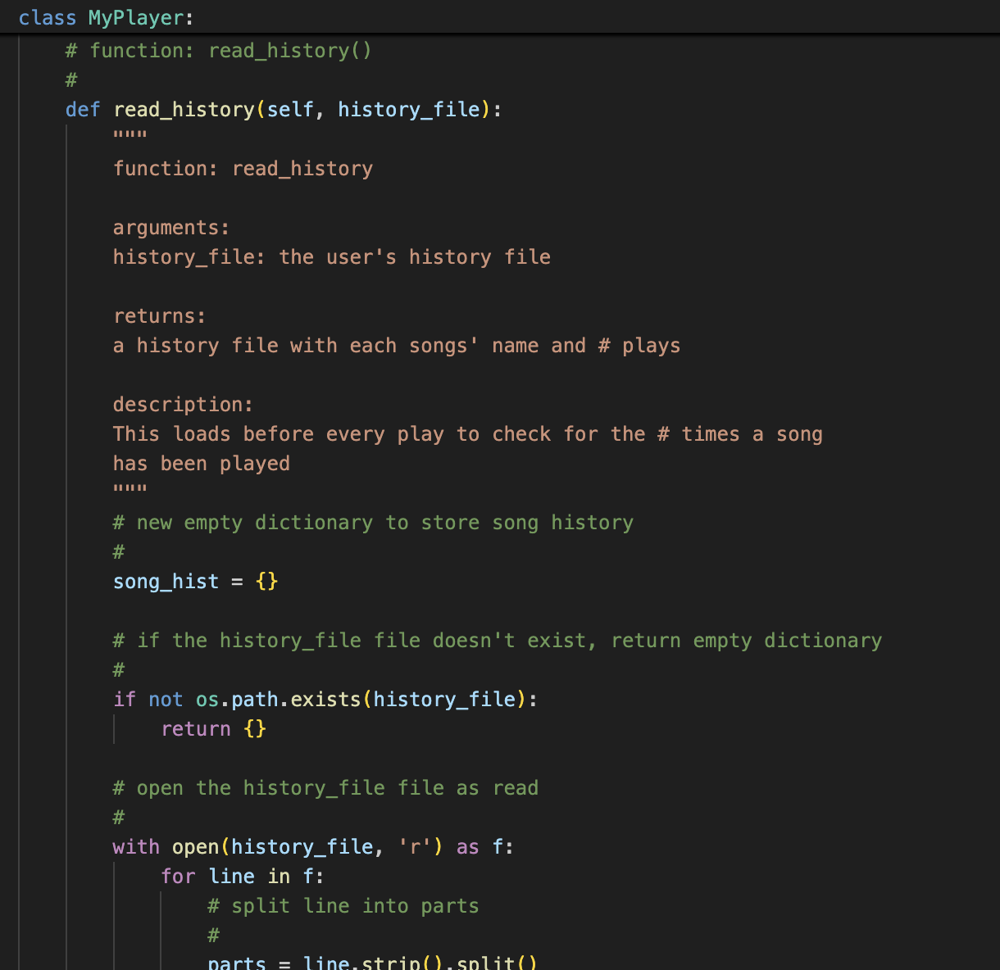 class MyPlayer:
# function: read_history()
#
def read_history(self, history_file):
"""
function: read_history
arguments:
history_file: the user's history file
returns:
a history file with each songs' name and # plays
description:
This loads before every play to check for the # times a song
has been played
"""
# new empty dictionary to store song history
#
song_hist = {}
# if the history_file file doesn't exist, return empty dictionary
#
if not os.path.exists(history_file):
return {}
# open the history_file file as read
#
with open(history_file, 'r') as f:
for line in f:
# split line into parts
#
parts = line.strip().split()